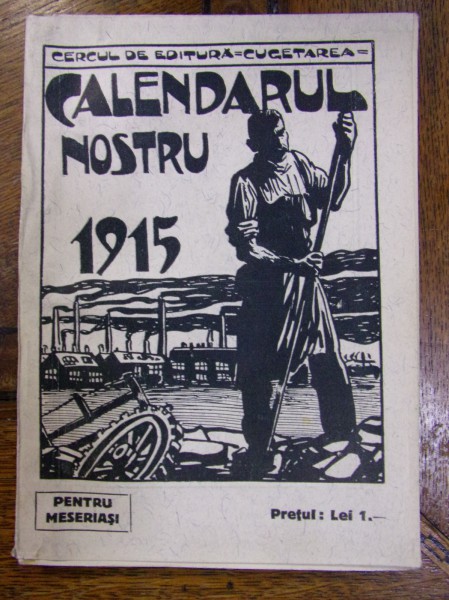 CERCUL DE EDITURĂ=CUGETAREA=
CALENDARUL
NOSTRU
1915
PENTRU
MESERIAȘI
Prețul: Lei 1.—